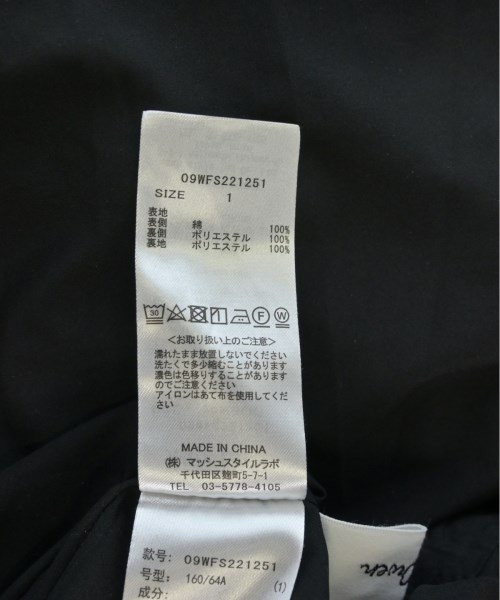 09WFS221251
SIZE 1
表地
表側 綿 100%
裏側 ポリエステル 100%
裏地 ポリエステル 100%
30 F W
<お取り扱い上のご注意>
濡れたまま放置しないでください
洗たくで多少縮むことがあります
濃色は色移りすることがあります
のでご注意ください
アイロンはあて布を使用してくだ
さい
MADE IN CHINA
(株) マッシュスタイルラボ
千代田区麹町5-7-1
TEL 03-5778-4105
款号: 09WFS221251
号型: 160/64A (1)
成分: